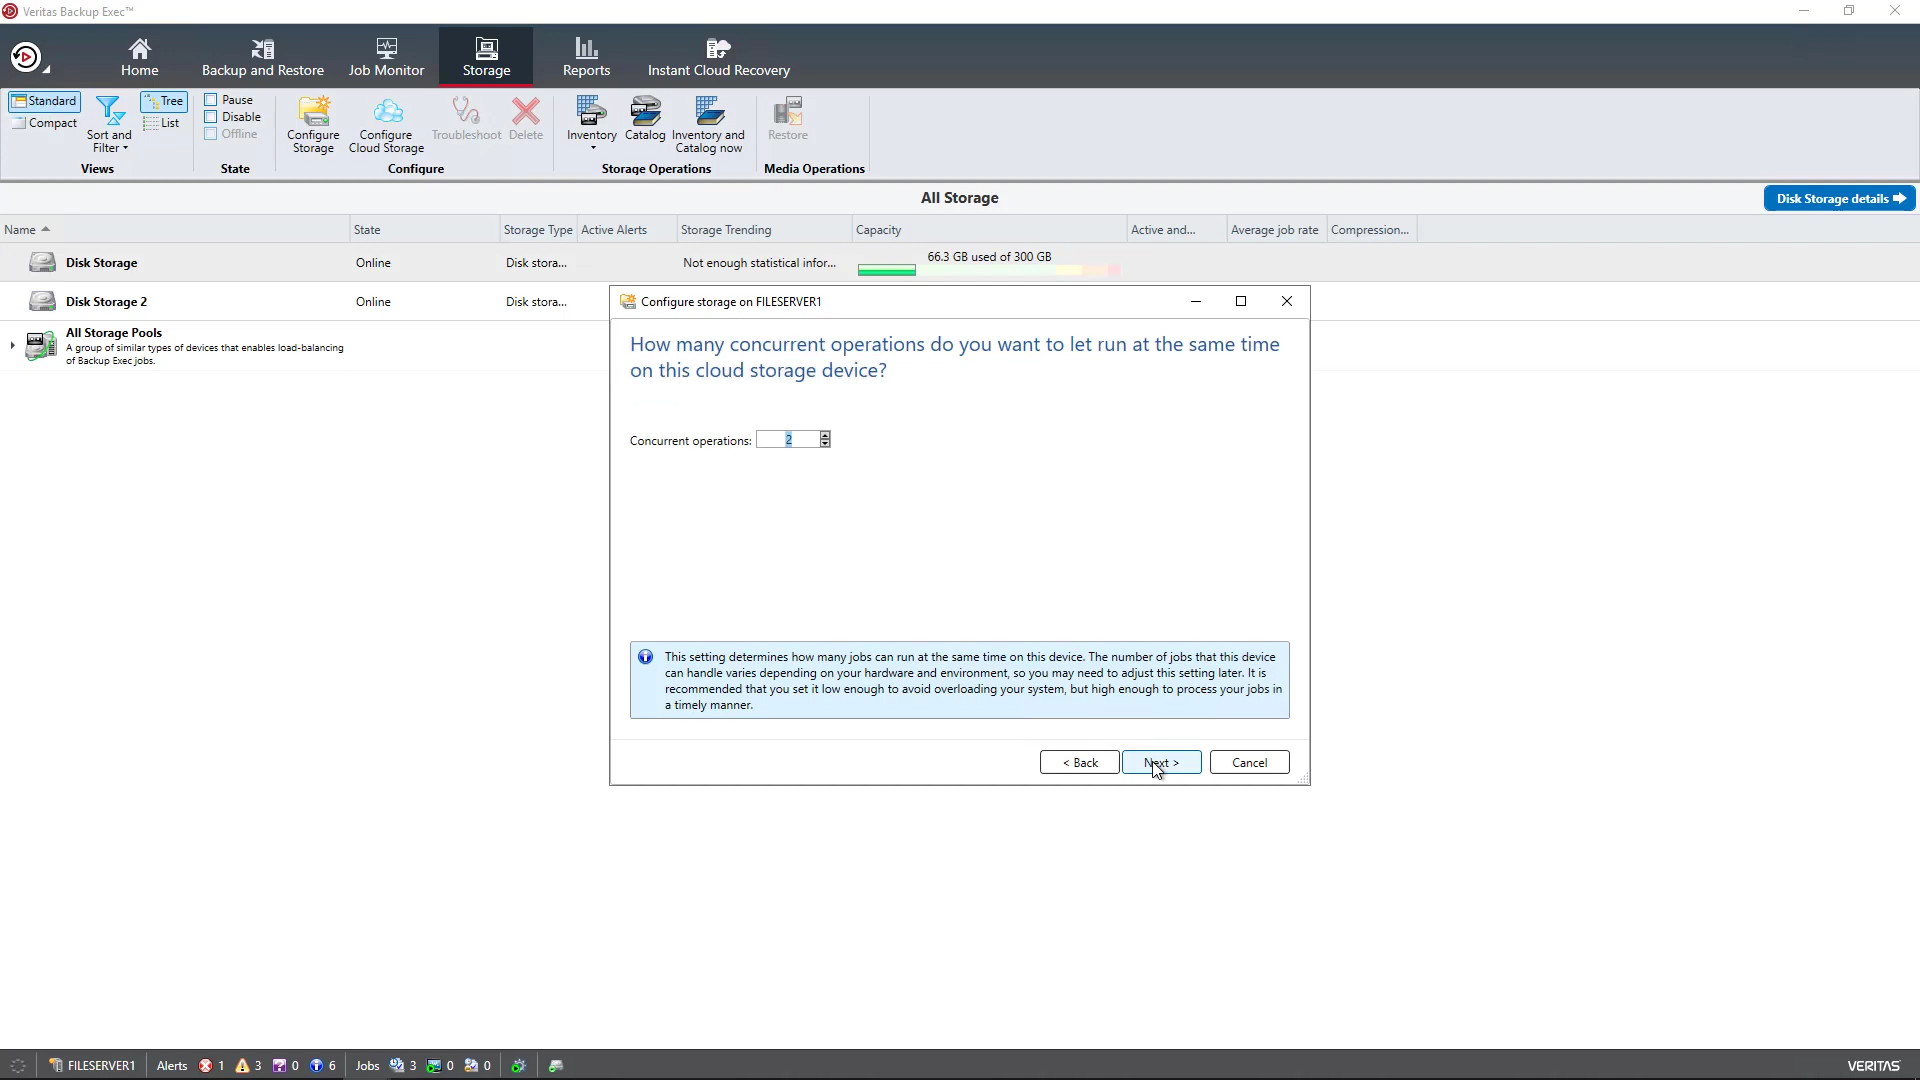 Veritas Backup Exec™
Home
Backup and Restore
Job Monitor
Storage
Reports
Instant Cloud Recovery
Standard
Compact
Sort and
Filter
Tree
List
Views
Pause
Disable
Offline
State
Configure
Storage
Configure
Cloud Storage
Troubleshoot
Delete
Configure
Inventory
Catalog
Inventory and
Catalog now
Storage Operations
Restore
Media Operations
All Storage
Disk Storage details
Name
State
Storage Type
Active Alerts
Storage Trending
Capacity
Active and...
Average job rate
Compression...
Disk Storage
Online
Disk stora...
Not enough statistical infor...
66.3 GB used of 300 GB
Disk Storage 2
Online
Disk stora...
All Storage Pools
A group of similar types of devices that enables load-balancing
of Backup Exec jobs.
Configure storage on FILESERVER1
How many concurrent operations do you want to let run at the same time
on this cloud storage device?
Concurrent operations: 2
This setting determines how many jobs can run at the same time on this device. The number of jobs that this device
can handle varies depending on your hardware and environment, so you may need to adjust this setting later. It is
recommended that you set it low enough to avoid overloading your system, but high enough to process your jobs in
a timely manner.
< Back
Next >
Cancel
FILESERVER1
Alerts
1
3
0
6
Jobs
3
0
0
VERITAS